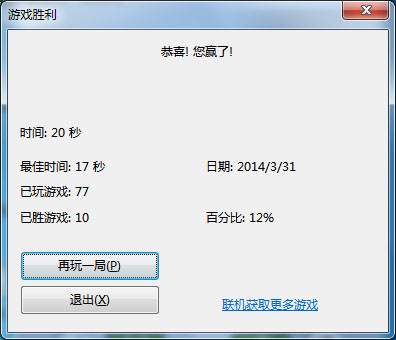 游戏胜利
恭喜! 您赢了!
时间: 20 秒
最佳时间: 17 秒 日期: 2014/3/31
已玩游戏: 77
已胜游戏: 10 百分比: 12%
再玩一局(P)
退出(X) 联机获取更多游戏